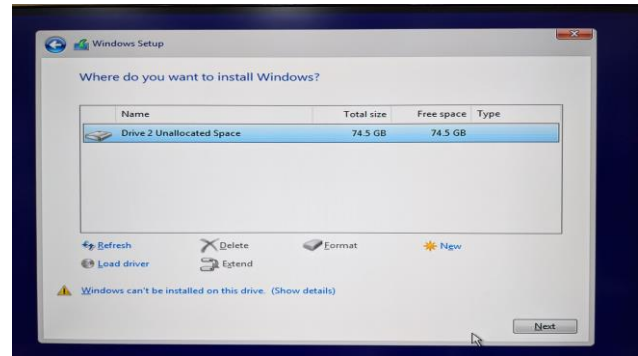 Windows Setup
Where do you want to install Windows?
Name Total size Free space Type
Drive 2 Unallocated Space 74.5 GB 74.5 GB
Refresh Delete Format New
Load driver Extend
Windows can't be installed on this drive. (Show details)
Next